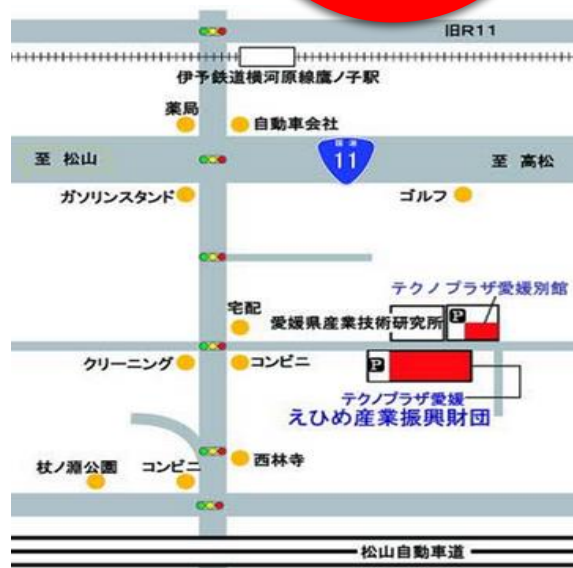 旧R11
伊予鉄道横河原線鷹ノ子駅
薬局
自動車会社
至 松山
国道
11
至 高松
ガソリンスタンド
ゴルフ
テクノプラザ愛媛別館
宅配
愛媛県産業技術研究所
P
クリーニング
コンビニ
P
テクノプラザ愛媛
えひめ産業振興財団
杖ノ淵公園
コンビニ
西林寺
松山自動車道